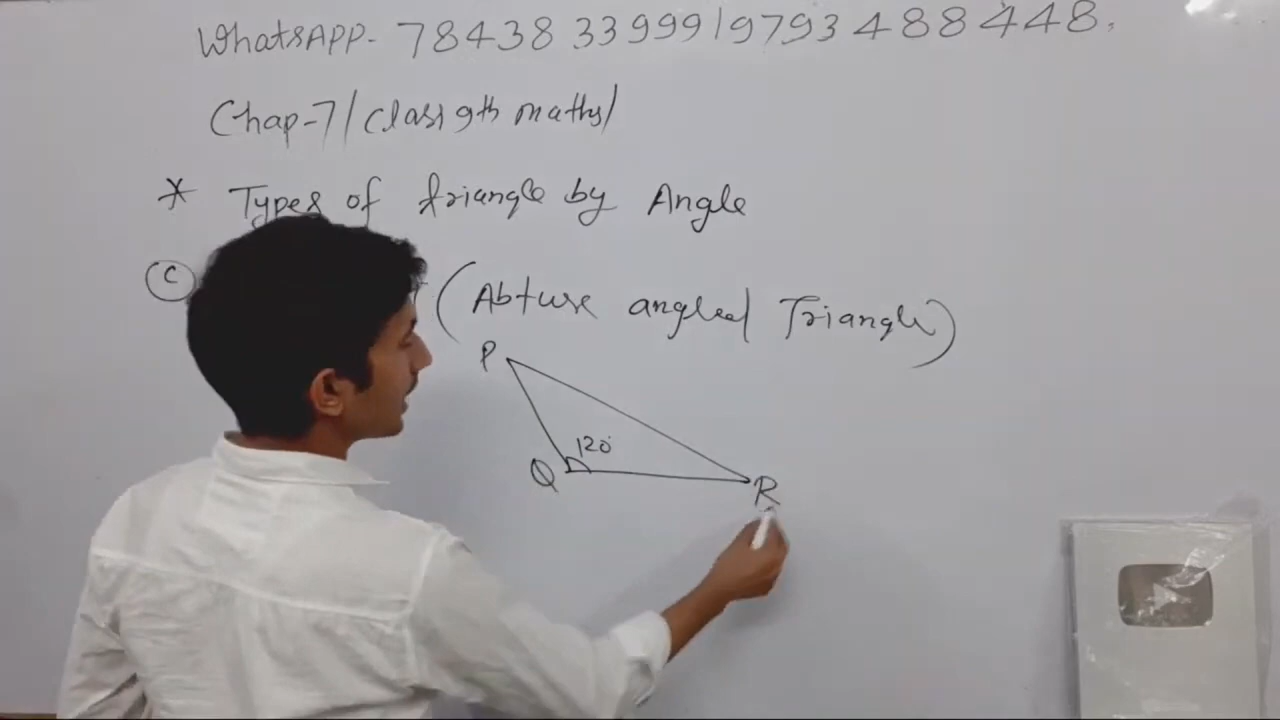 WhatsAPP- 78438 33999 | 9793488448,
Chap-7/Class 9th maths/
* Types of triangle by Angle
C (Abtuse angled Triangle)
P
120°
Q
R